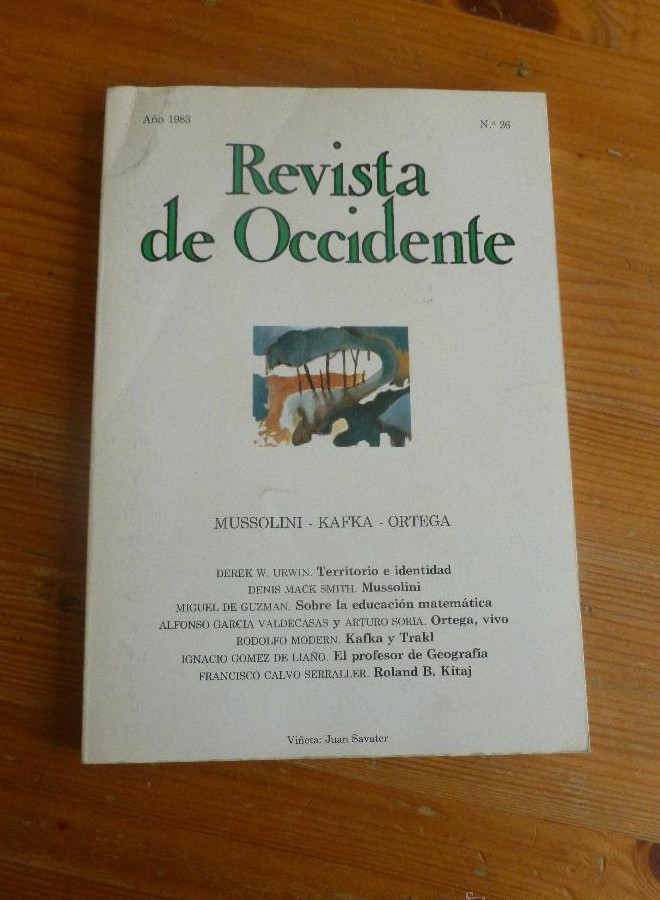 Año 1983
N.º 26
Revista
de Occidente
MUSSOLINI - KAFKA - ORTEGA
DEREK W. URWIN. Territorio e identidad
DENIS MACK SMITH. Mussolini
MIGUEL DE GUZMAN. Sobre la educación matemática
ALFONSO GARCIA VALDECASAS y ARTURO SORIA. Ortega, vivo
RODOLFO MODERN. Kafka y Trakl
IGNACIO GOMEZ DE LIAÑO. El profesor de Geografía
FRANCISCO CALVO SERRALLER. Roland B. Kitaj
Viñeta: Juan Savater